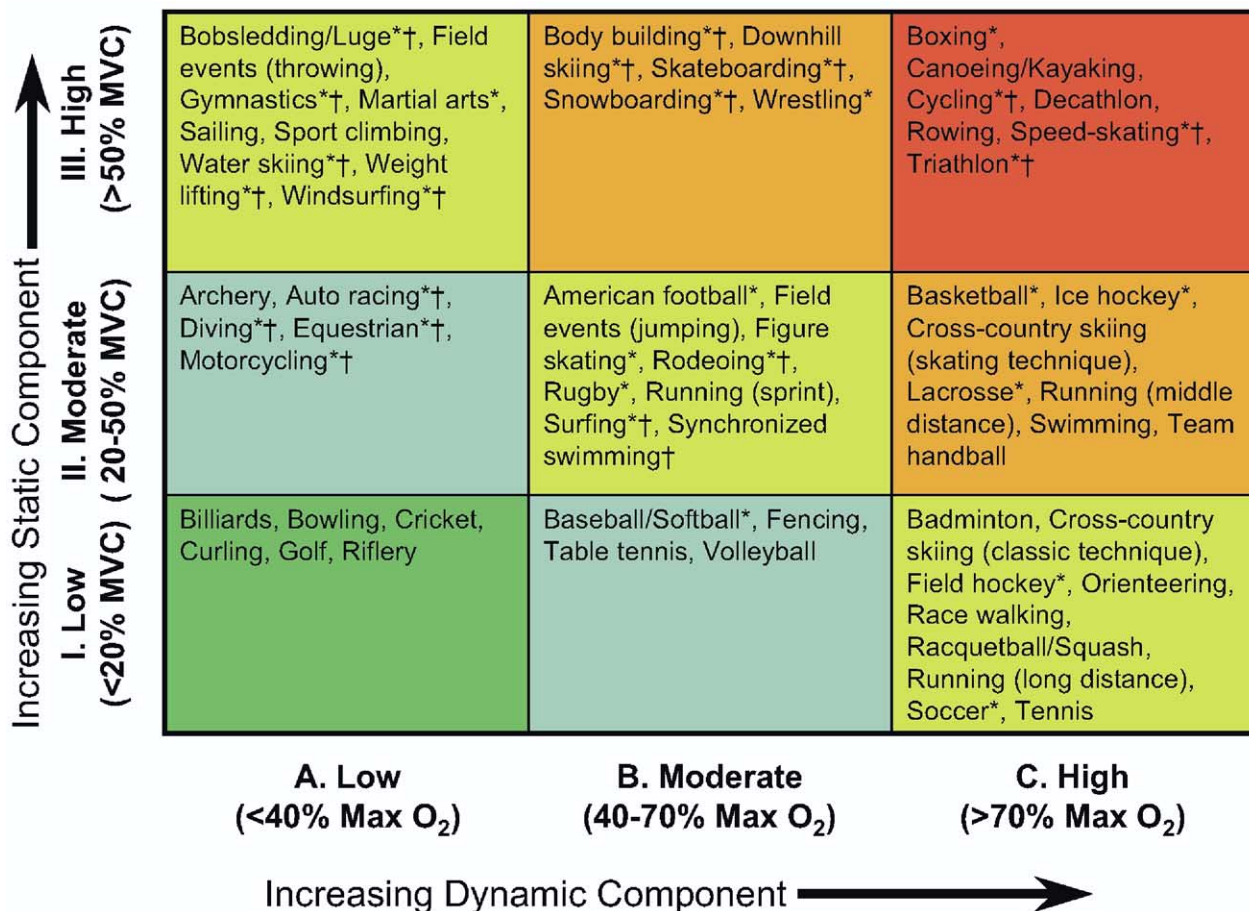 Increasing Static Component
III. High
(>50% MVC)
Bobsledding/Luge*†, Field
events (throwing),
Gymnastics*†, Martial arts*,
Sailing, Sport climbing,
Water skiing*†, Weight
lifting*†, Windsurfing*†
Body building*†, Downhill
skiing*†, Skateboarding*†,
Snowboarding*†, Wrestling*
Boxing*,
Canoeing/Kayaking,
Cycling*†, Decathlon,
Rowing, Speed-skating*†,
Triathlon*†
II. Moderate
( 20-50% MVC)
Archery, Auto racing*†,
Diving*†, Equestrian*†,
Motorcycling*†
American football*, Field
events (jumping), Figure
skating*, Rodeoing*†,
Rugby*, Running (sprint),
Surfing*†, Synchronized
swimming†
Basketball*, Ice hockey*,
Cross-country skiing
(skating technique),
Lacrosse*, Running (middle
distance), Swimming, Team
handball
I. Low
(<20% MVC)
Billiards, Bowling, Cricket,
Curling, Golf, Riflery
Baseball/Softball*, Fencing,
Table tennis, Volleyball
Badminton, Cross-country
skiing (classic technique),
Field hockey*, Orienteering,
Race walking,
Racquetball/Squash,
Running (long distance),
Soccer*, Tennis
A. Low
(<40% Max O₂)
B. Moderate
(40-70% Max O₂)
C. High
(>70% Max O₂)
Increasing Dynamic Component